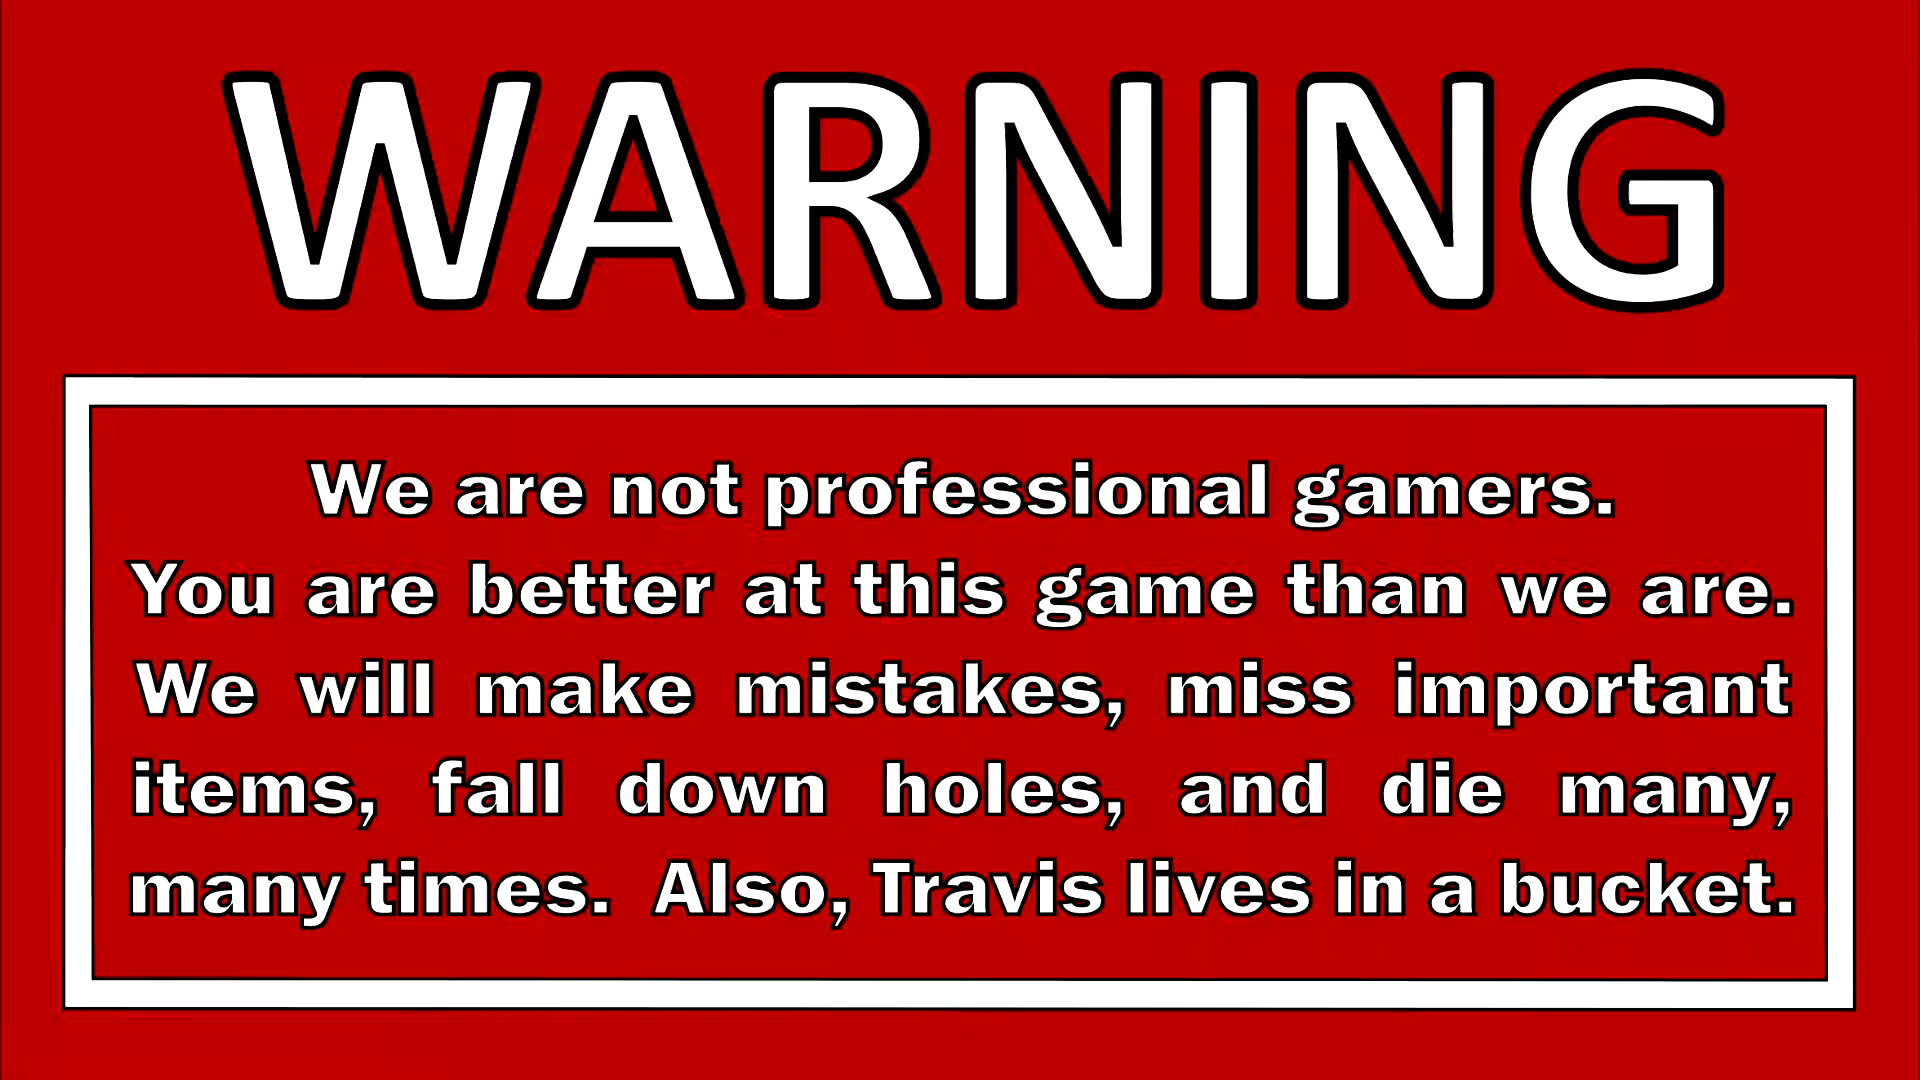 WARNING
We are not professional gamers.
You are better at this game than we are.
We will make mistakes, miss important
items, fall down holes, and die many,
many times.  Also, Travis lives in a bucket.